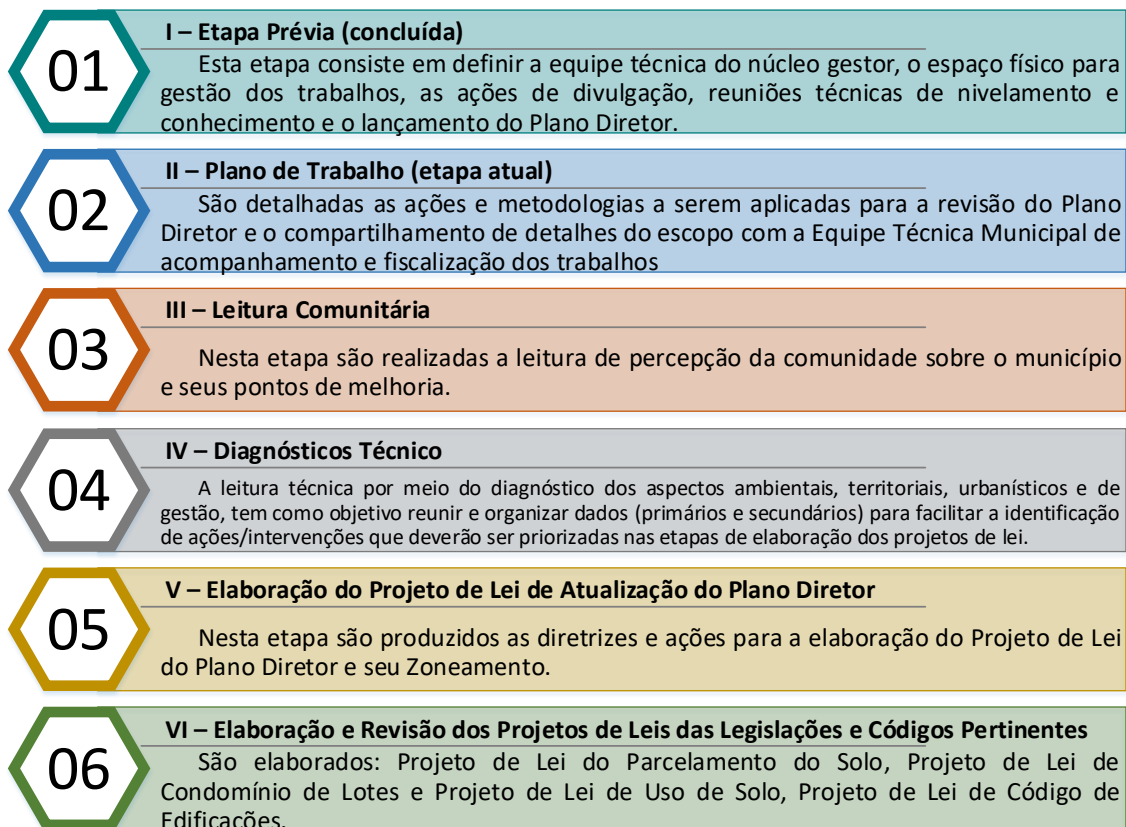 01
I – Etapa Prévia (concluída)
Esta etapa consiste em definir a equipe técnica do núcleo gestor, o espaço físico para
gestão dos trabalhos, as ações de divulgação, reuniões técnicas de nivelamento e
conhecimento e o lançamento do Plano Diretor.
02
II – Plano de Trabalho (etapa atual)
São detalhadas as ações e metodologias a serem aplicadas para a revisão do Plano
Diretor e o compartilhamento de detalhes do escopo com a Equipe Técnica Municipal de
acompanhamento e fiscalização dos trabalhos
03
III – Leitura Comunitária
Nesta etapa são realizadas a leitura de percepção da comunidade sobre o município
e seus pontos de melhoria.
04
IV – Diagnósticos Técnico
A leitura técnica por meio do diagnóstico dos aspectos ambientais, territoriais, urbanísticos e de
gestão, tem como objetivo reunir e organizar dados (primários e secundários) para facilitar a identificação
de ações/intervenções que deverão ser priorizadas nas etapas de elaboração dos projetos de lei.
05
V – Elaboração do Projeto de Lei de Atualização do Plano Diretor
Nesta etapa são produzidos as diretrizes e ações para a elaboração do Projeto de Lei
do Plano Diretor e seu Zoneamento.
06
VI – Elaboração e Revisão dos Projetos de Leis das Legislações e Códigos Pertinentes
São elaborados: Projeto de Lei do Parcelamento do Solo, Projeto de Lei de
Condomínio de Lotes e Projeto de Lei de Uso de Solo, Projeto de Lei de Código de
Edificações.